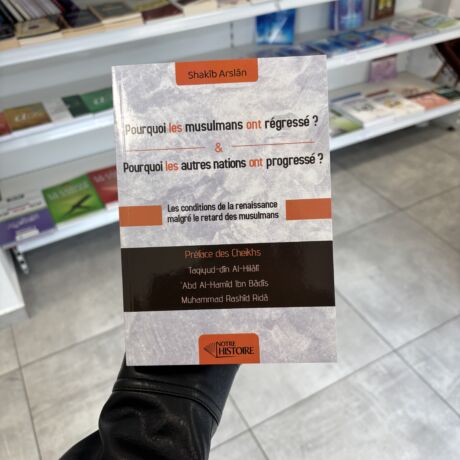 Shakîb Arslân
Pourquoi les musulmans ont régressé ?
&
Pourquoi les autres nations ont progressé ?
Les conditions de la renaissance
malgré le retard des musulmans
Préface des Cheikhs
Taqiyud-dîn Al-Hilâlî
'Abd Al-Hamîd Ibn Bâdîs
Muhammad Rashîd Ridâ
NOTRE
HISTOIRE